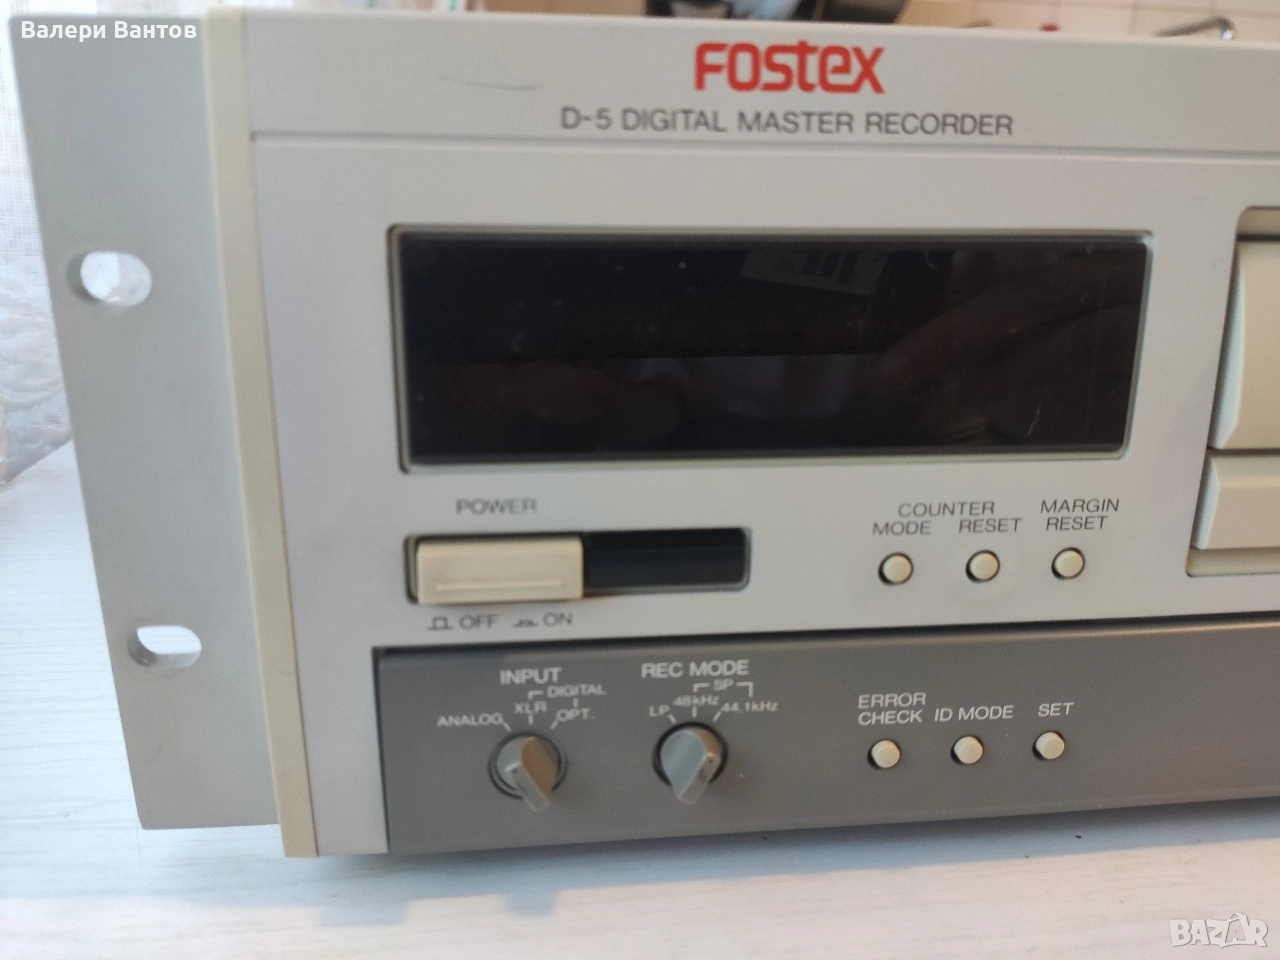 Валери Вантов
FOSTEX
D-5 DIGITAL MASTER RECORDER
POWER
OFF ON
COUNTER
MODE RESET
MARGIN
RESET
INPUT
DIGITAL
ANALOG XLR OPT.
REC MODE
SP
LP 48kHz 44.1kHz
ERROR
CHECK
ID MODE
SET
BAZAR